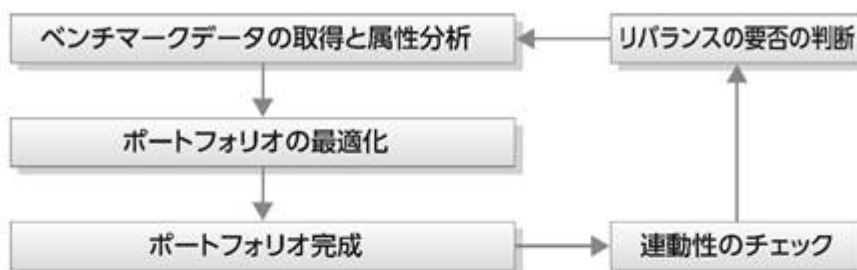 ベンチマークデータの取得と属性分析
リバランスの要否の判断
ポートフォリオの最適化
ポートフォリオ完成
連動性のチェック